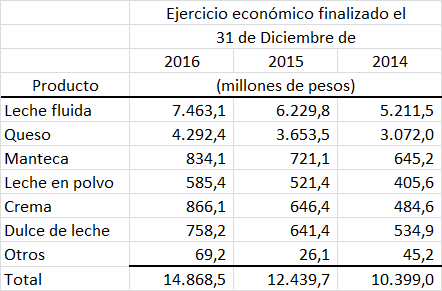 Ejercicio económico finalizado el
31 de Diciembre de
2016 2015 2014
Producto (millones de pesos)
Leche fluida 7.463,1 6.229,8 5.211,5
Queso 4.292,4 3.653,5 3.072,0
Manteca 834,1 721,1 645,2
Leche en polvo 585,4 521,4 405,6
Crema 866,1 646,4 484,6
Dulce de leche 758,2 641,4 534,9
Otros 69,2 26,1 45,2
Total 14.868,5 12.439,7 10.399,0